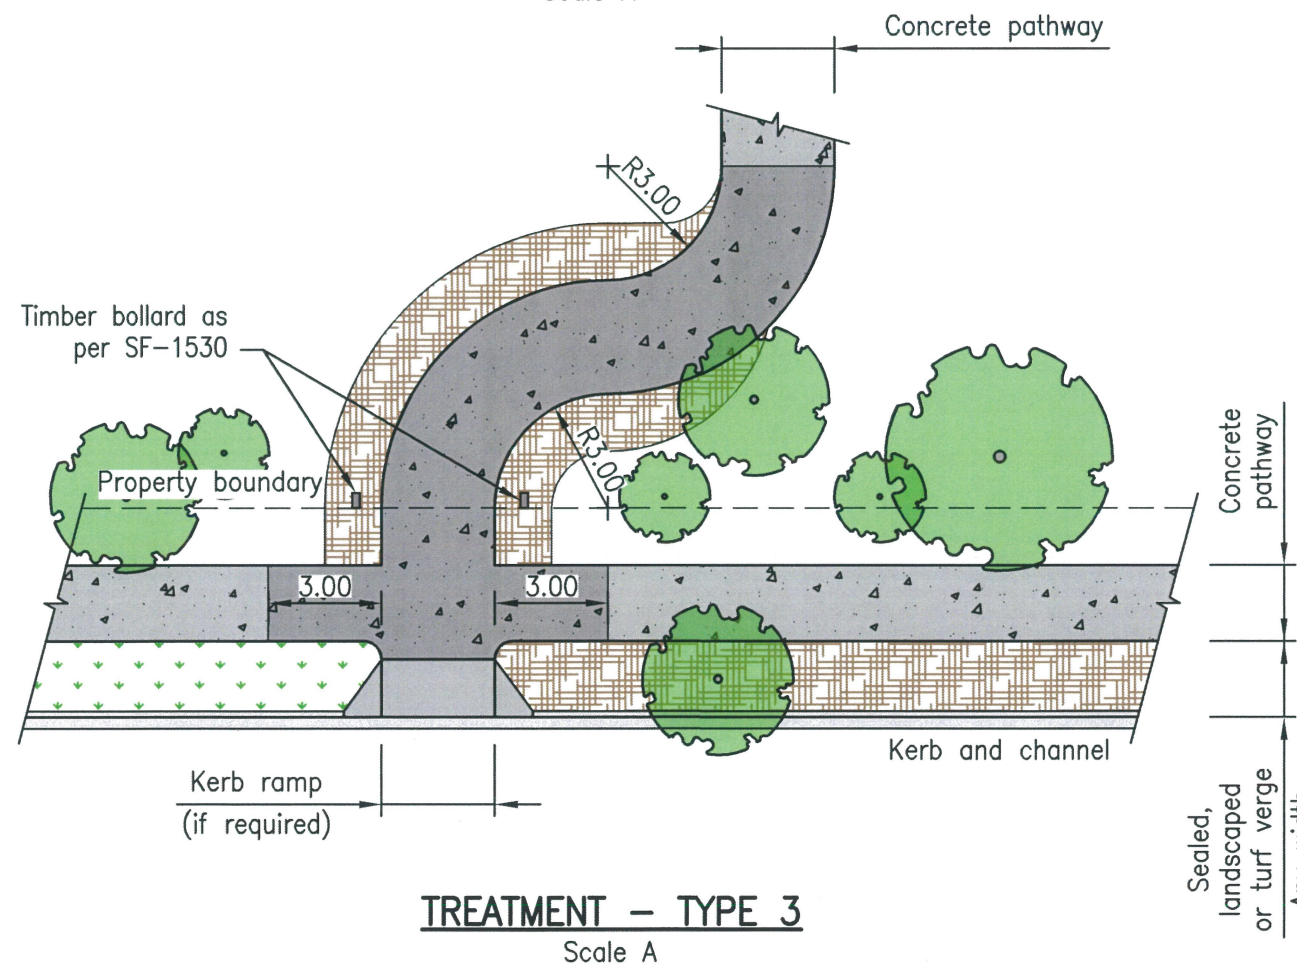 Concrete pathway
R3.00
Timber bollard as
per SF-1530
R3.00
Property boundary
Concrete
pathway
3.00
3.00
Kerb and channel
Kerb ramp
(if required)
Sealed,
landscaped
or turf verge
TREATMENT - TYPE 3
Scale A